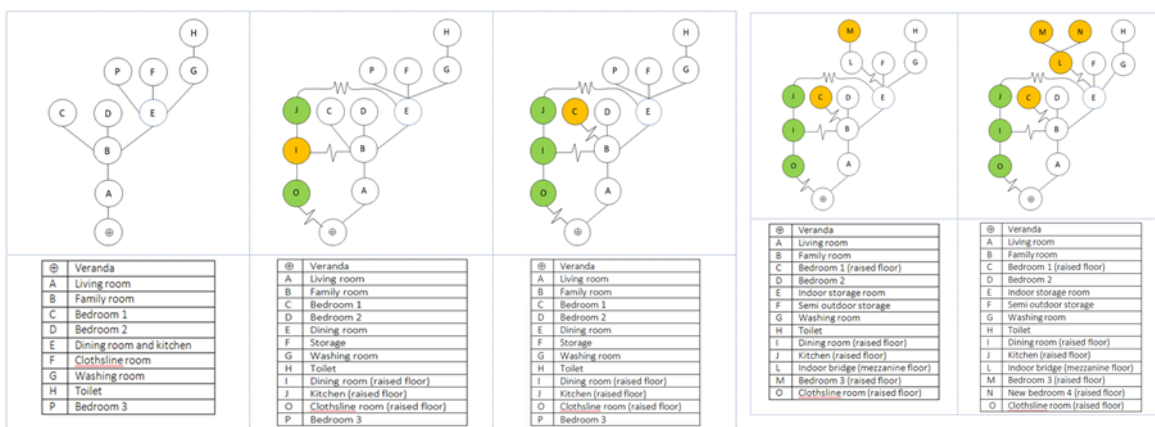 H
P F G
C D E
B
A
⊕
H
P F G
J C D E
I B
O A
⊕
H
P F G
J C D E
I B
O A
⊕
M H
L F G
J C D E
I B
O A
⊕
M N H
L F G
J C D E
I B
O A
⊕
⊕ Veranda
A Living room
B Family room
C Bedroom 1
D Bedroom 2
E Dining room and kitchen
F Clothsline room
G Washing room
H Toilet
P Bedroom 3
⊕ Veranda
A Living room
B Family room
C Bedroom 1
D Bedroom 2
E Dining room
F Storage
G Washing room
H Toilet
I Dining room (raised floor)
J Kitchen (raised floor)
O Clothsline room (raised floor)
P Bedroom 3
⊕ Veranda
A Living room
B Family room
C Bedroom 1
D Bedroom 2
E Dining room
F Storage
G Washing room
H Toilet
I Dining room (raised floor)
J Kitchen (raised floor)
O Clothsline room (raised floor)
P Bedroom 3
⊕ Veranda
A Living room
B Family room
C Bedroom 1 (raised floor)
D Bedroom 2
E Indoor storage room
F Semi outdoor storage
G Washing room
H Toilet
I Dining room (raised floor)
J Kitchen (raised floor)
L Indoor bridge (mezzanine floor)
M Bedroom 3 (raised floor)
O Clothsline room (raised floor)
⊕ Veranda
A Living room
B Family room
C Bedroom 1 (raised floor)
D Bedroom 2
E Indoor storage room
F Semi outdoor storage
G Washing room
H Toilet
I Dining room (raised floor)
J Kitchen (raised floor)
L Indoor bridge (mezzanine floor)
M Bedroom 3 (raised floor)
N New bedroom 4 (raised floor)
O Clothsline room (raised floor)